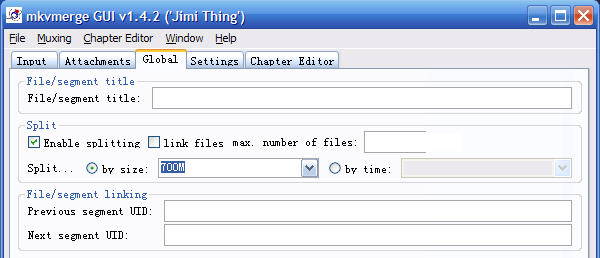 mkvmerge GUI v1.4.2 ('Jimi Thing')
File Muxing Chapter Editor Window Help
Input Attachments Global Settings Chapter Editor
File/segment title
File/segment title:
Split
Enable splitting link files max. number of files:
Split... by size: 700M by time:
File/segment linking
Previous segment UID:
Next segment UID: